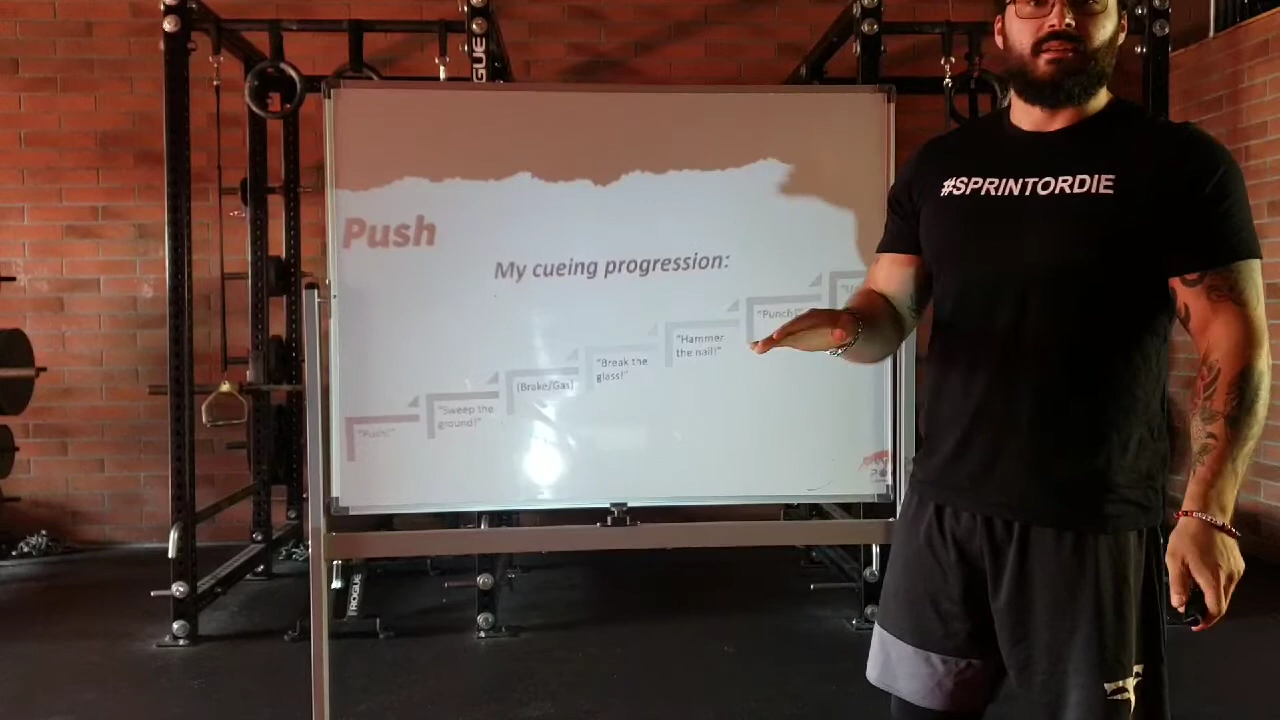 #SPRINTORDIE
Push
My cueing progression:
"Punch!"
"Hammer
the nail!"
"Break the
glass!"
(Brake/Gas)
"Sweep the
ground!"
"Push!"
ROGUE